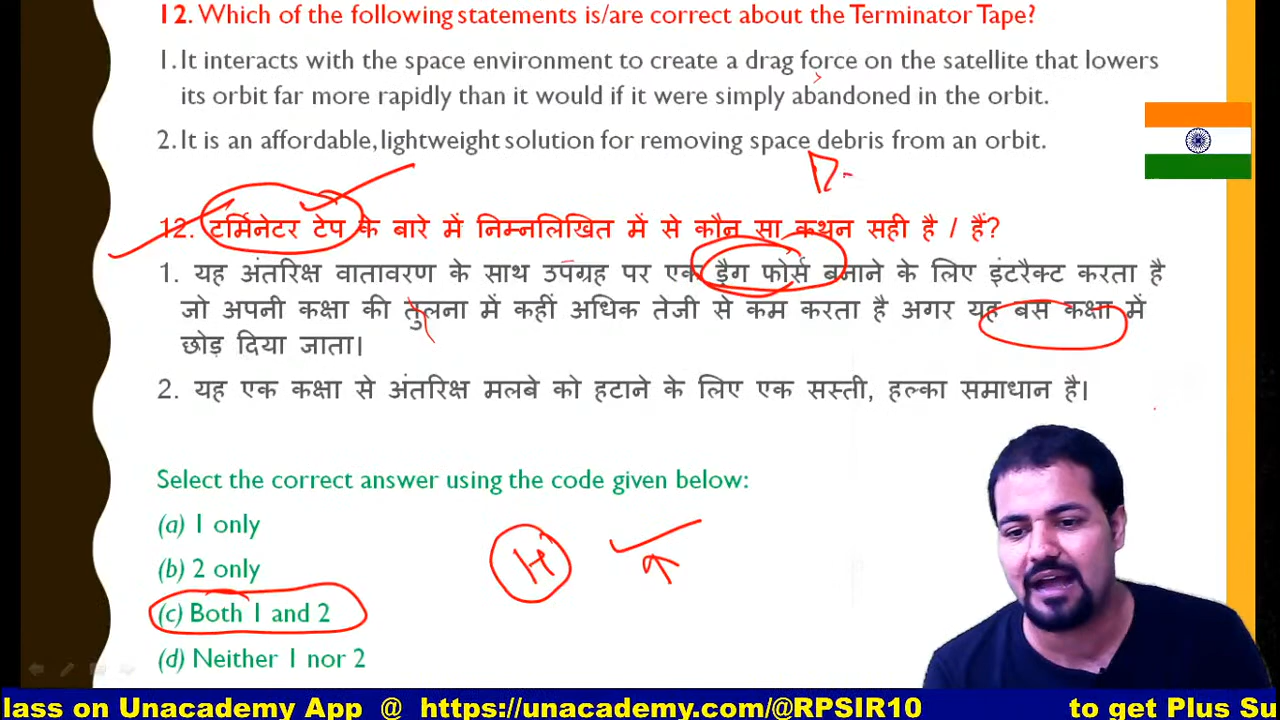 12. Which of the following statements is/are correct about the Terminator Tape?
1. It interacts with the space environment to create a drag force on the satellite that lowers
its orbit far more rapidly than it would if it were simply abandoned in the orbit.
2. It is an affordable, lightweight solution for removing space debris from an orbit.
12. टर्मिनेटर टेप के बारे में निम्नलिखित में से कौन सा कथन सही है / हैं?
1. यह अंतरिक्ष वातावरण के साथ उपग्रह पर एक ड्रैग फोर्स बनाने के लिए इंटरैक्ट करता है
जो अपनी कक्षा की तुलना में कहीं अधिक तेजी से कम करता है अगर यह बस कक्षा में
छोड़ दिया जाता।
2. यह एक कक्षा से अंतरिक्ष मलबे को हटाने के लिए एक सस्ती, हल्का समाधान है।
Select the correct answer using the code given below:
(a) 1 only
(b) 2 only
(c) Both 1 and 2
(d) Neither 1 nor 2
lass on Unacademy App @ https://unacademy.com/@RPSIR10 to get Plus Su